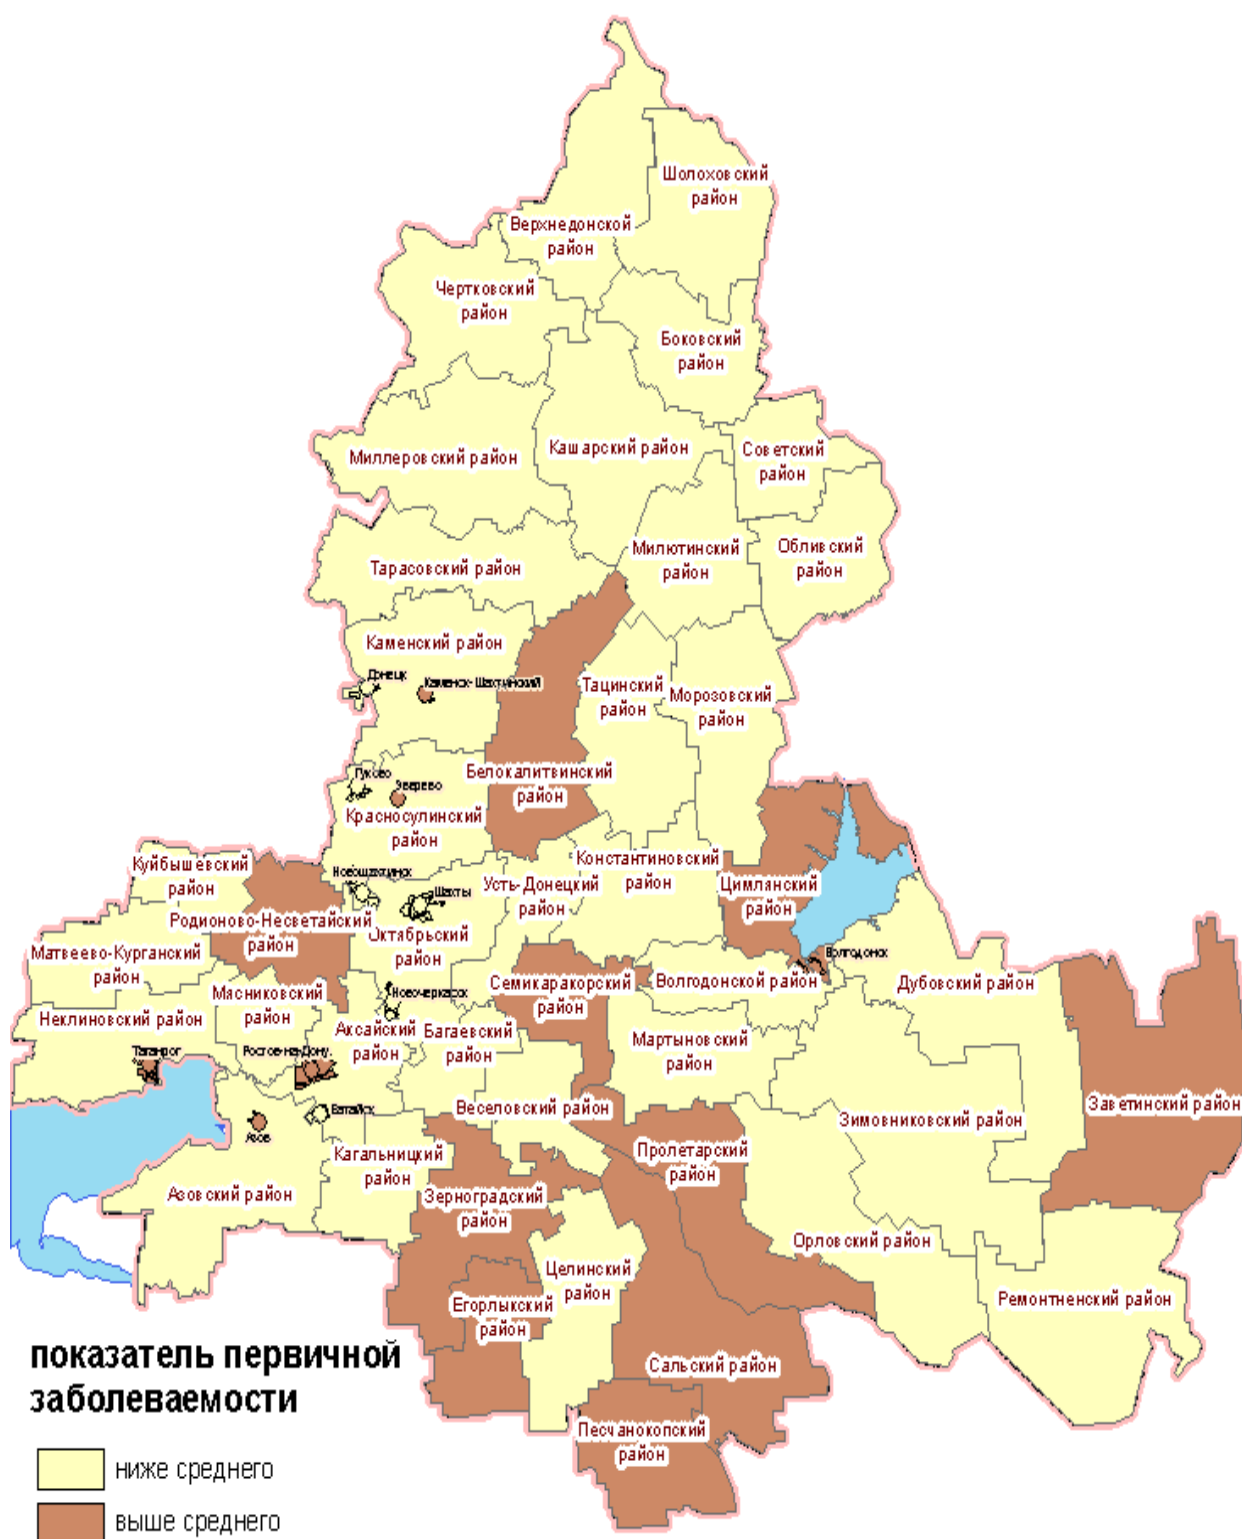 Шолоховский
район
Верхнедонской
район
Чертковский
район
Боковский
район
Кашарский район
Советский
район
Миллеровский район
Милютинский
район
Обливский
район
Тарасовский район
Каменский район
Донецк
Каменск-Шахтинский
Тацинский
район
Морозовский
район
Гуково
Зверево
Белокалитвинский
район
Красносулинский
район
Куйбышевский
район
Новошахтинск
Шахты
Усть-Донецкий
район
Константиновский
район
Цимлянский
район
Родионово-Несветайский
район
Октябрьский
район
Матвеево-Курганский
район
Волгодонск
Семикаракорский
район
Волгодонской район
Дубовский район
Мясниковский
район
Новочеркасск
Неклиновский район
Аксайский
район
Багаевский
район
Мартыновский
район
Таганрог
Ростов-на-Дону.
Батайск
Азов
Веселовский район
Зимовниковский район
Заветинский район
Кагальницкий
район
Пролетарский
район
Азовский район
Зерноградский
район
Орловский район
Целинский
район
Егорлыкский
район
Ремонтненский район
Сальский район
Песчанокопский
район
показатель первичной
заболеваемости
ниже среднего
выше среднего